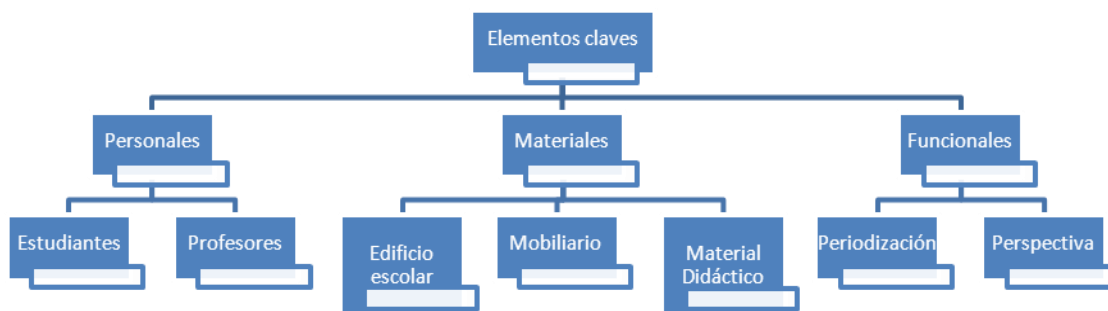 Elementos claves
Personales
Materiales
Funcionales
Estudiantes
Profesores
Edificio
escolar
Mobiliario
Material
Didáctico
Periodización
Perspectiva